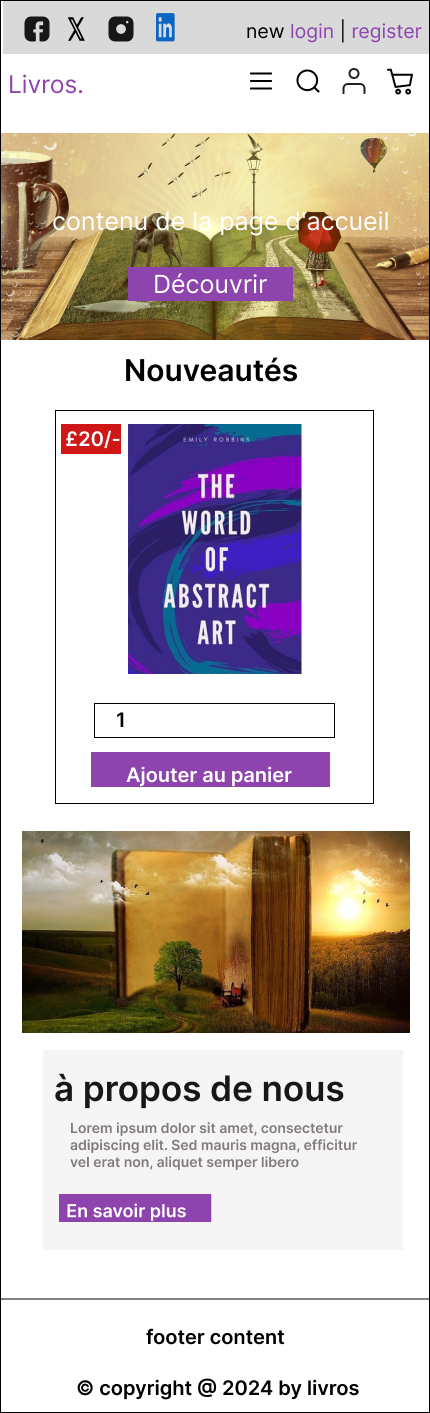 new login | register
Livros.
contenu de la page d'accueil
Découvrir
Nouveautés
£20/-
EMILY ROBBINS
THE
WORLD
OF
ABSTRACT
ART
1
Ajouter au panier
à propos de nous
Lorem ipsum dolor sit amet, consectetur
adipiscing elit. Sed mauris magna, efficitur
vel erat non, aliquet semper libero
En savoir plus
footer content
© copyright @ 2024 by livros